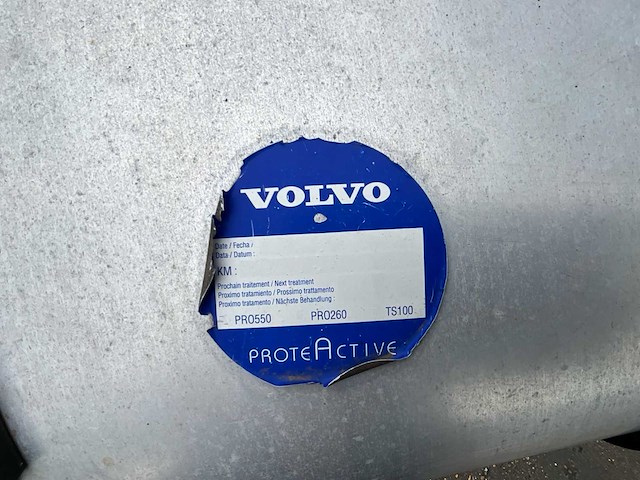 VOLVO
Date / Fecha /
Data / Datum :
KM :
Prochain traitement / Next treatment
Proximo tratamiento / Prossimo trattamento
Proximo tratamento / Nächste Behandlung :
PRO550 PRO260 TS100
PROTEACTIVE